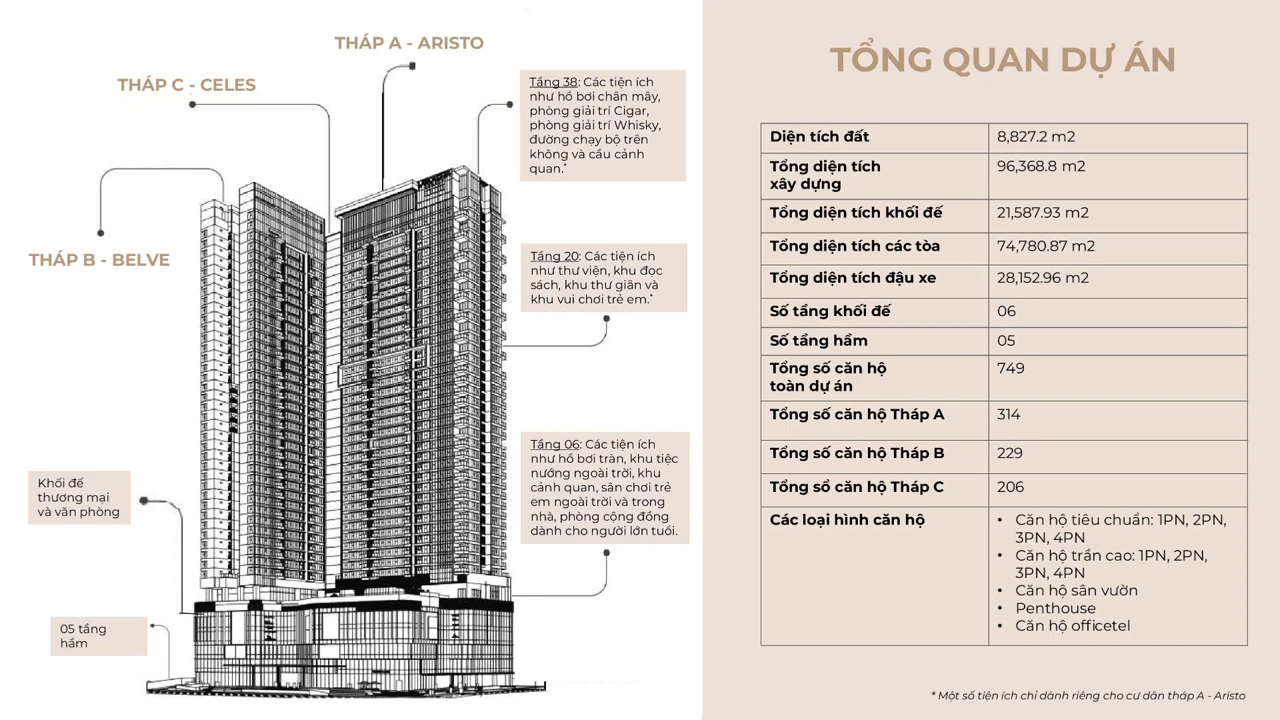 THÁP A - ARISTO
THÁP C - CELES
THÁP B - BELVE
Tầng 38: Các tiện ích
như hồ bơi chân mây,
phòng giải trí Cigar,
phòng giải trí Whisky,
đường chạy bộ trên
không và cầu cảnh
quan.*
Tầng 20: Các tiện ích
như thư viện, khu đọc
sách, khu thư giãn và
khu vui chơi trẻ em.*
Tầng 06: Các tiện ích
như hồ bơi tràn, khu tiệc
nướng ngoài trời, khu
cảnh quan, sân chơi trẻ
em ngoài trời và trong
nhà, phòng cộng đồng
dành cho người lớn tuổi.
Khối đế
thương mại
và văn phòng
05 tầng
hầm
TỔNG QUAN DỰ ÁN
Diện tích đất 8,827.2 m2
Tổng diện tích 96,368.8 m2
xây dựng
Tổng diện tích khối đế 21,587.93 m2
Tổng diện tích các tòa 74,780.87 m2
Tổng diện tích đậu xe 28,152.96 m2
Số tầng khối đế 06
Số tầng hầm 05
Tổng số căn hộ 749
toàn dự án
Tổng số căn hộ Tháp A 314
Tổng số căn hộ Tháp B 229
Tổng số căn hộ Tháp C 206
Các loại hình căn hộ • Căn hộ tiêu chuẩn: 1PN, 2PN,
3PN, 4PN
• Căn hộ trần cao: 1PN, 2PN,
3PN, 4PN
• Căn hộ sân vườn
• Penthouse
• Căn hộ officetel
* Một số tiện ích chỉ dành riêng cho cư dân tháp A - Aristo